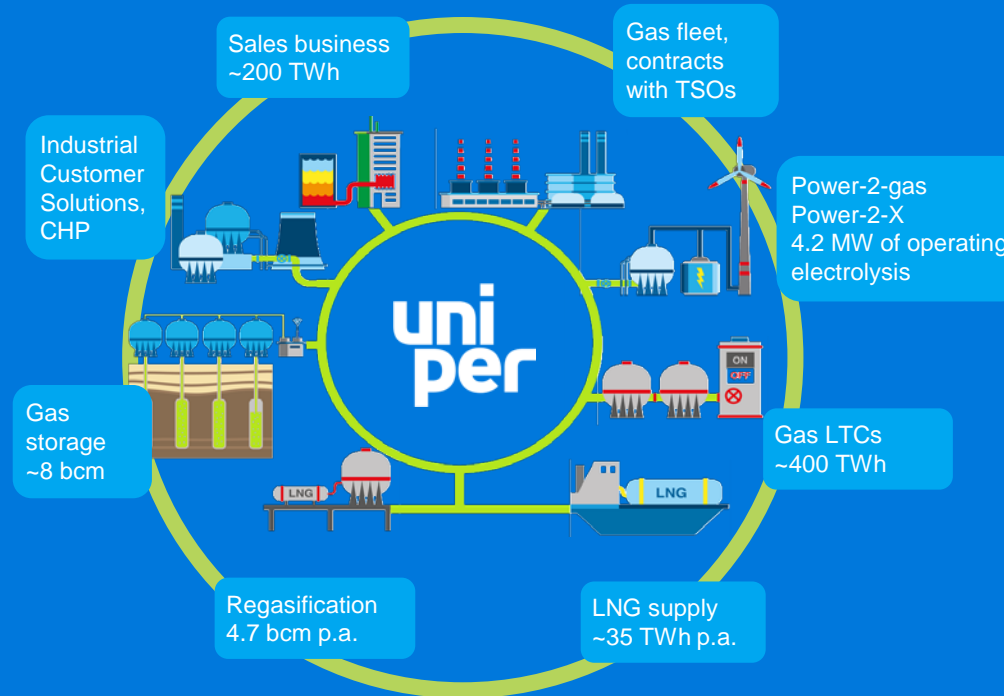 Sales business
~200 TWh
Gas fleet,
contracts
with TSOs
Industrial
Customer
Solutions,
CHP
Power-2-gas
Power-2-X
4.2 MW of operating
electrolysis
uni
per
ON
OFF
Gas
storage
~8 bcm
Gas LTCs
~400 TWh
LNG
LNG
Regasification
4.7 bcm p.a.
LNG supply
~35 TWh p.a.